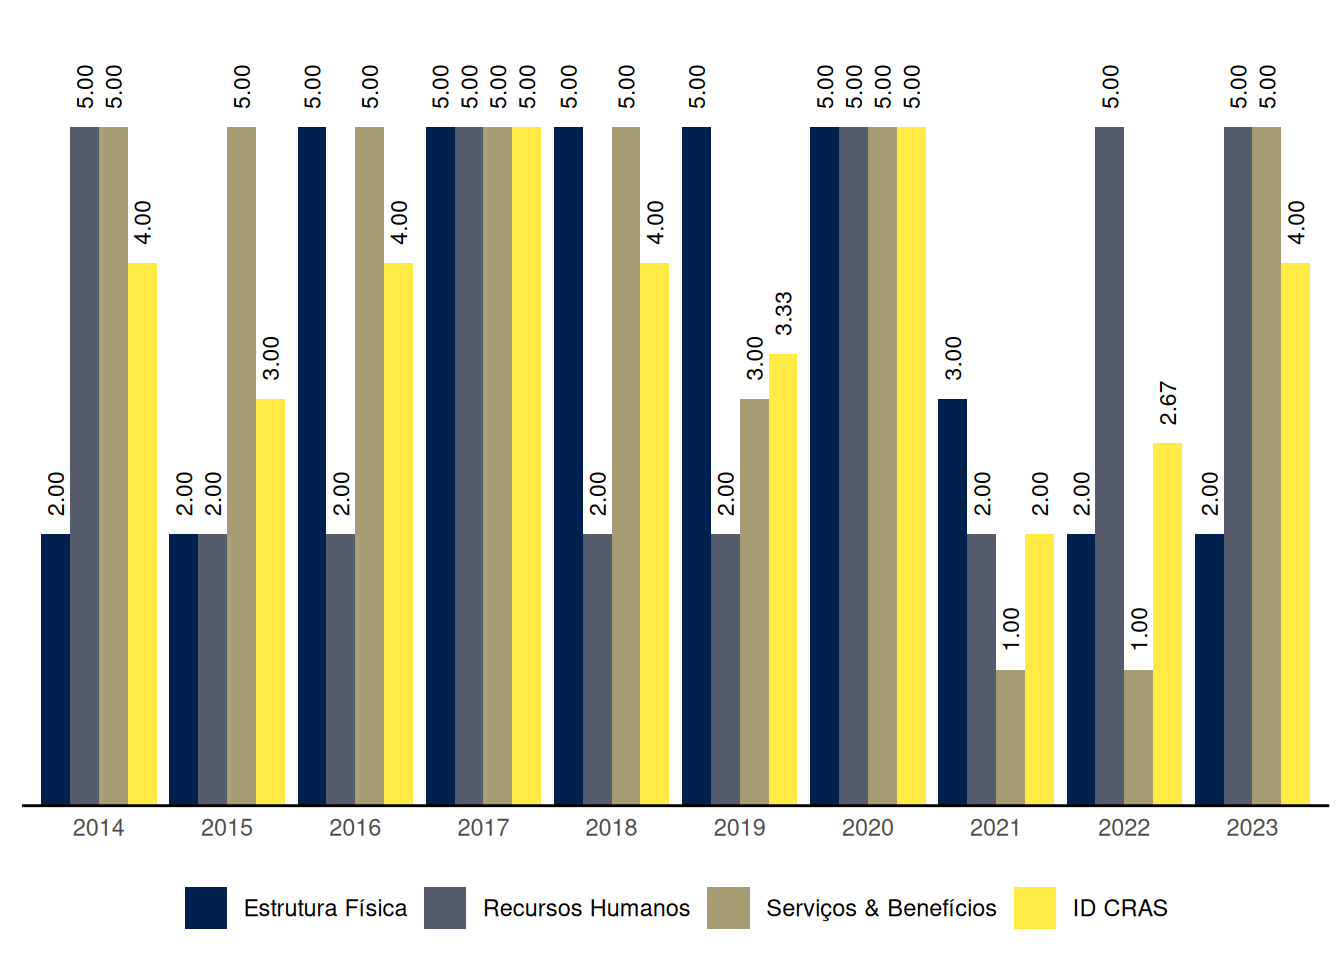 2.00 5.00 5.00 4.00
2.00 2.00 5.00 3.00
5.00 2.00 5.00 4.00
5.00 5.00 5.00 5.00
5.00 2.00 5.00 4.00
5.00 2.00 3.00 3.33
5.00 5.00 5.00 5.00
3.00 2.00 1.00 2.00
2.00 5.00 1.00 2.67
2.00 5.00 5.00 4.00
2014 2015 2016 2017 2018 2019 2020 2021 2022 2023
Estrutura Física Recursos Humanos Serviços & Benefícios ID CRAS